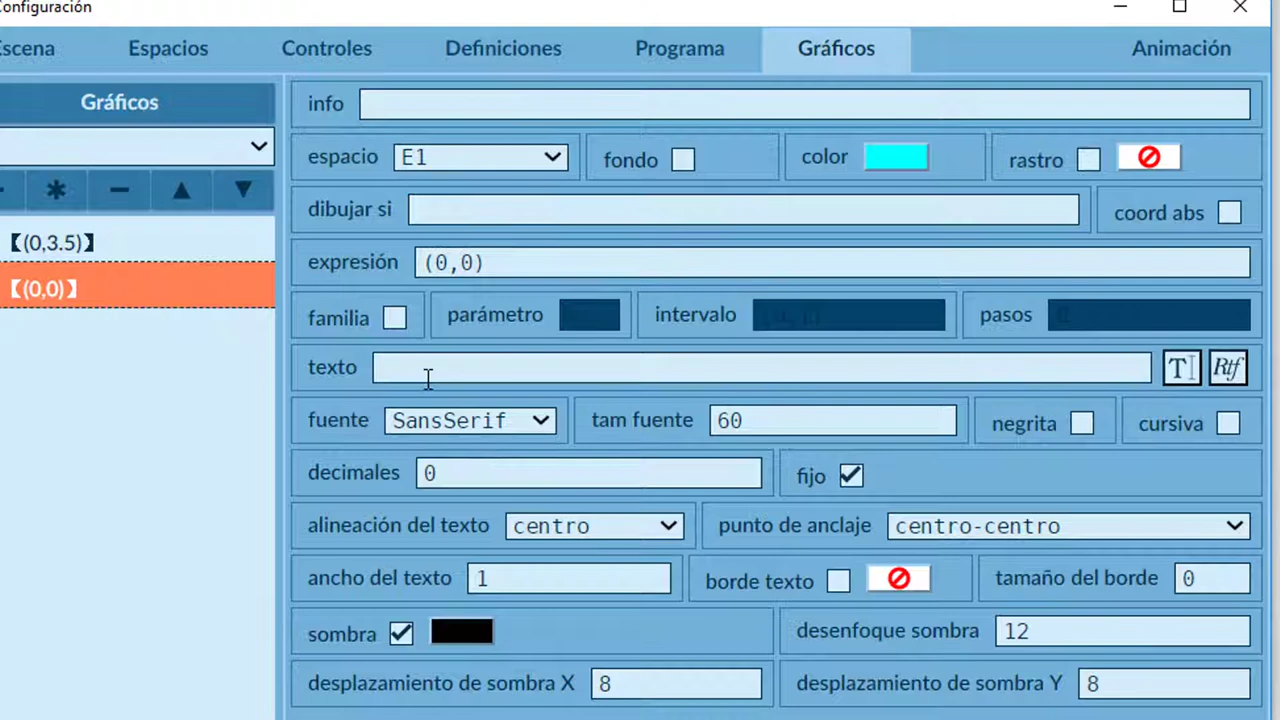 onfiguración
Escena Espacios Controles Definiciones Programa Gráficos Animación
Gráficos
info
espacio E1 fondo color rastro
dibujar si coord abs
【(0,3.5)】
expresión (0,0)
【(0,0)】
familia parámetro intervalo pasos
texto T Rtf
fuente SansSerif tam fuente 60 negrita cursiva
decimales 0 fijo
alineación del texto centro punto de anclaje centro-centro
ancho del texto 1 borde texto tamaño del borde 0
sombra desenfoque sombra 12
desplazamiento de sombra X 8 desplazamiento de sombra Y 8